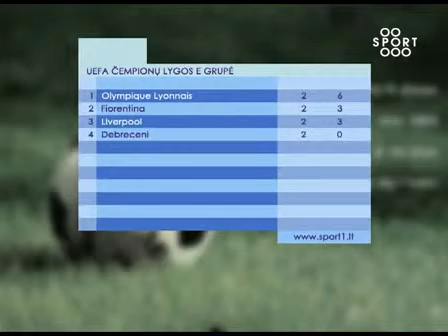 SPORT
UEFA ČEMPIONŲ LYGOS E GRUPĖ
1 Olympique Lyonnais 2 6
2 Fiorentina 2 3
3 Liverpool 2 3
4 Debreceni 2 0
www.sport1.lt